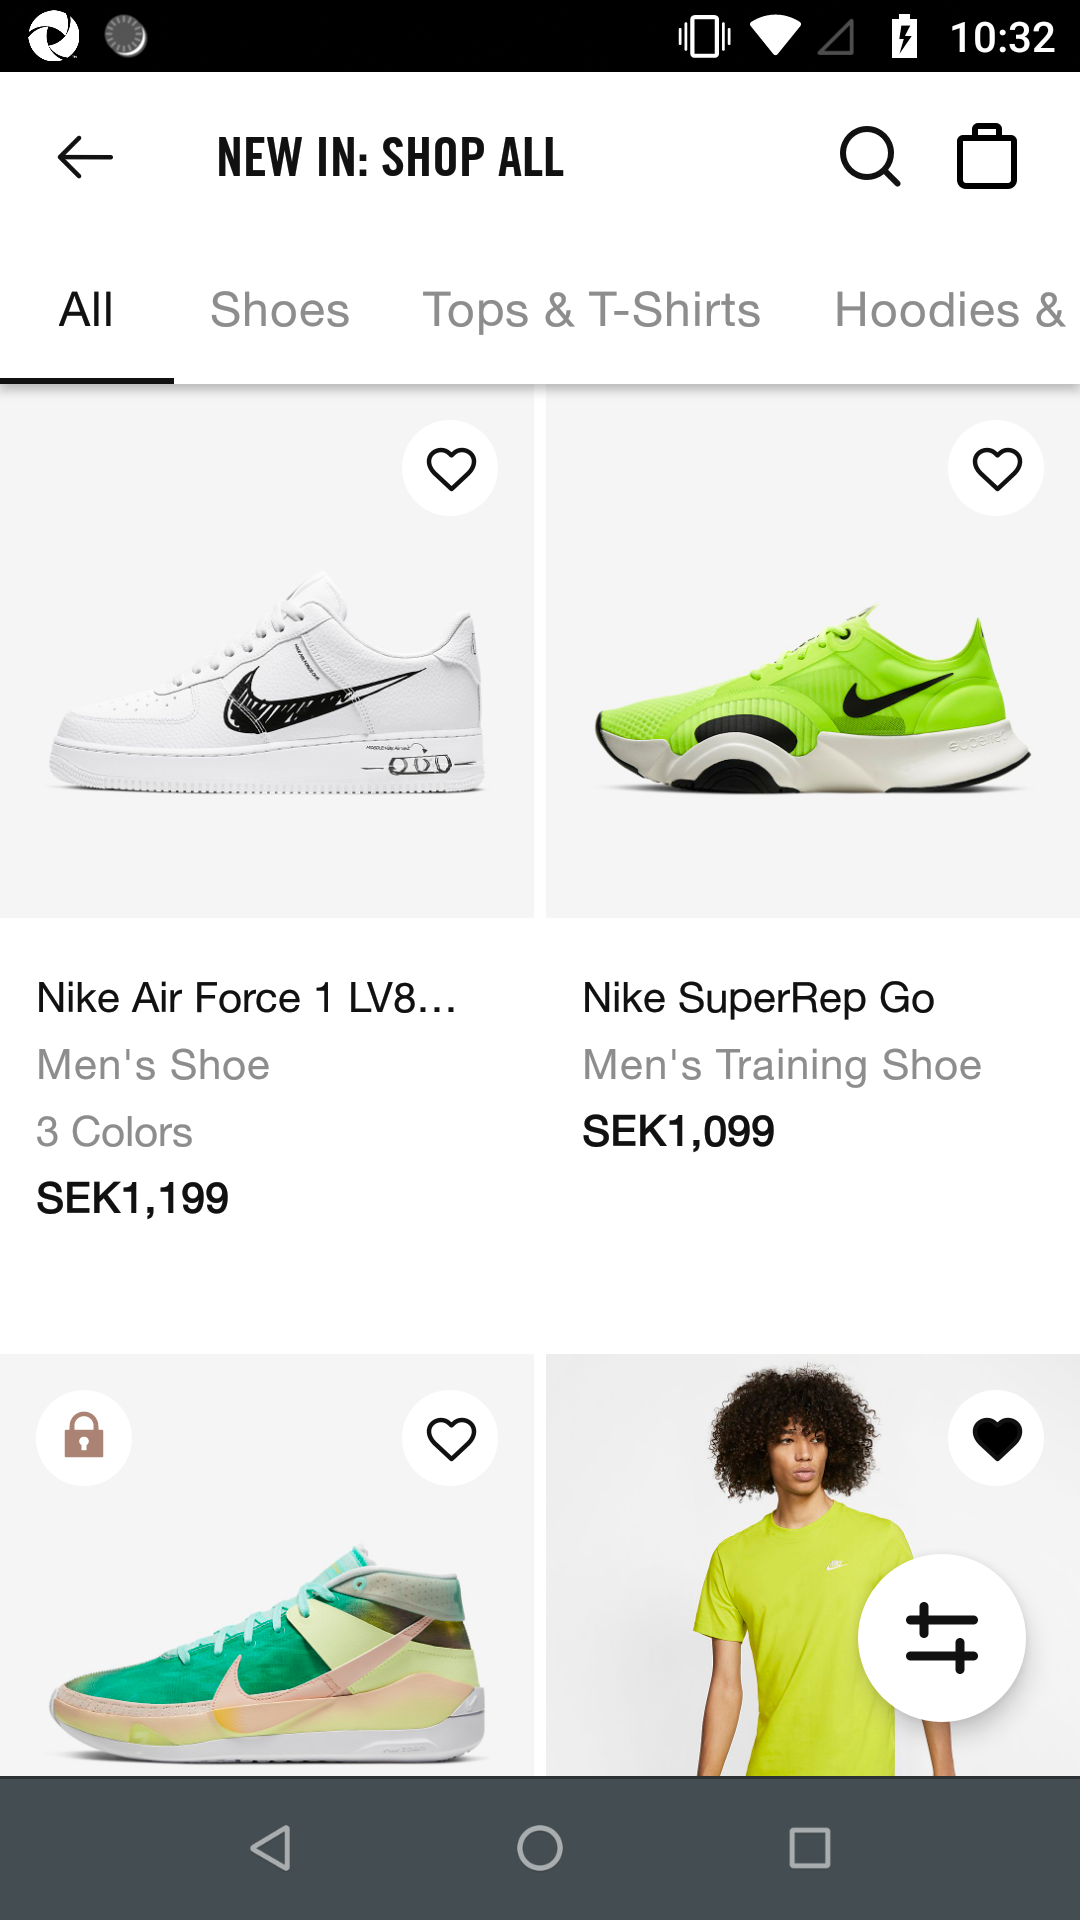 10:32
NEW IN: SHOP ALL
All Shoes Tops & T-Shirts Hoodies &
Nike Air Force 1 LV8... Nike SuperRep Go
Men's Shoe Men's Training Shoe
3 Colors SEK1,099
SEK1,199